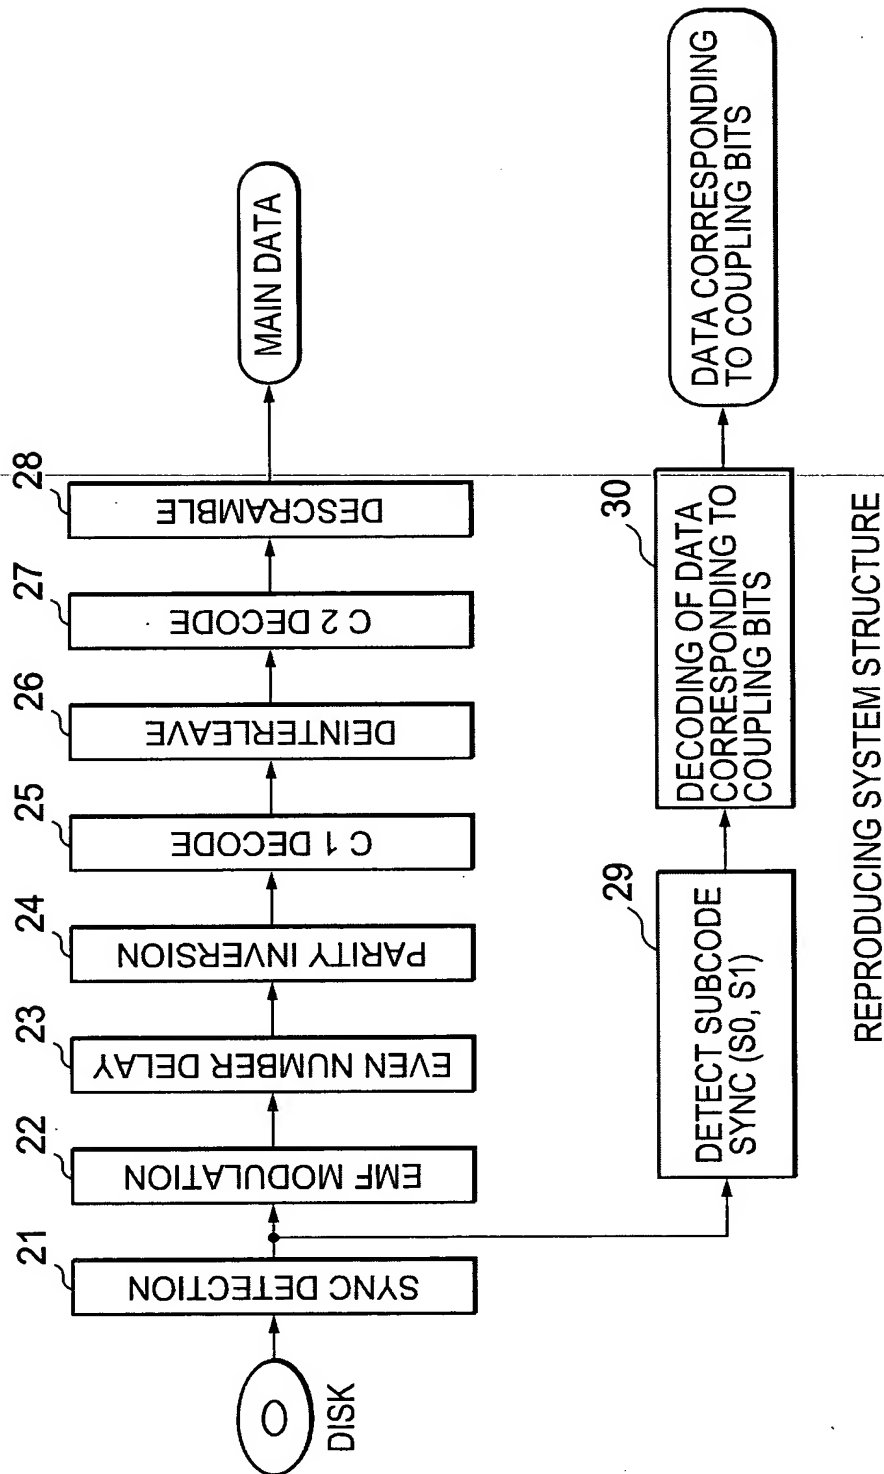 DISK
21
SYNC DETECTION
22
EMF MODULATION
23
EVEN NUMBER DELAY
24
PARITY INVERSION
25
C 1 DECODE
26
DEINTERLEAVE
27
C 2 DECODE
28
DESCRAMBLE
MAIN DATA
29
DETECT SUBCODE
SYNC (S0, S1)
30
DECODING OF DATA
CORRESPONDING TO
COUPLING BITS
DATA CORRESPONDING
TO COUPLING BITS
REPRODUCING SYSTEM STRUCTURE